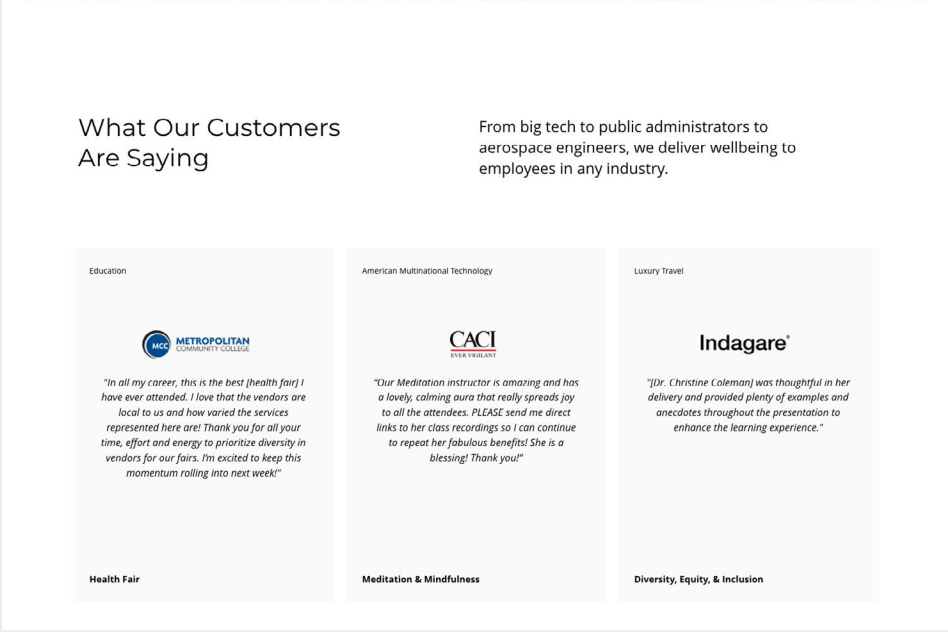 What Our Customers
Are Saying
From big tech to public administrators to
aerospace engineers, we deliver wellbeing to
employees in any industry.
Education
MCC
METROPOLITAN
COMMUNITY COLLEGE
"In all my career, this is the best [health fair] I
have ever attended. I love that the vendors are
local to us and how varied the services
represented here are! Thank you for all your
time, effort and energy to prioritize diversity in
vendors for our fairs. I'm excited to keep this
momentum rolling into next week!"
Health Fair
American Multinational Technology
CACI
EVER VIGILANT
"Our Meditation instructor is amazing and has
a lovely, calming aura that really spreads joy
to all the attendees. PLEASE send me direct
links to her class recordings so I can continue
to repeat her fabulous benefits! She is a
blessing! Thank you!"
Meditation & Mindfulness
Luxury Travel
Indagare®
"[Dr. Christine Coleman] was thoughtful in her
delivery and provided plenty of examples and
anecdotes throughout the presentation to
enhance the learning experience."
Diversity, Equity, & Inclusion